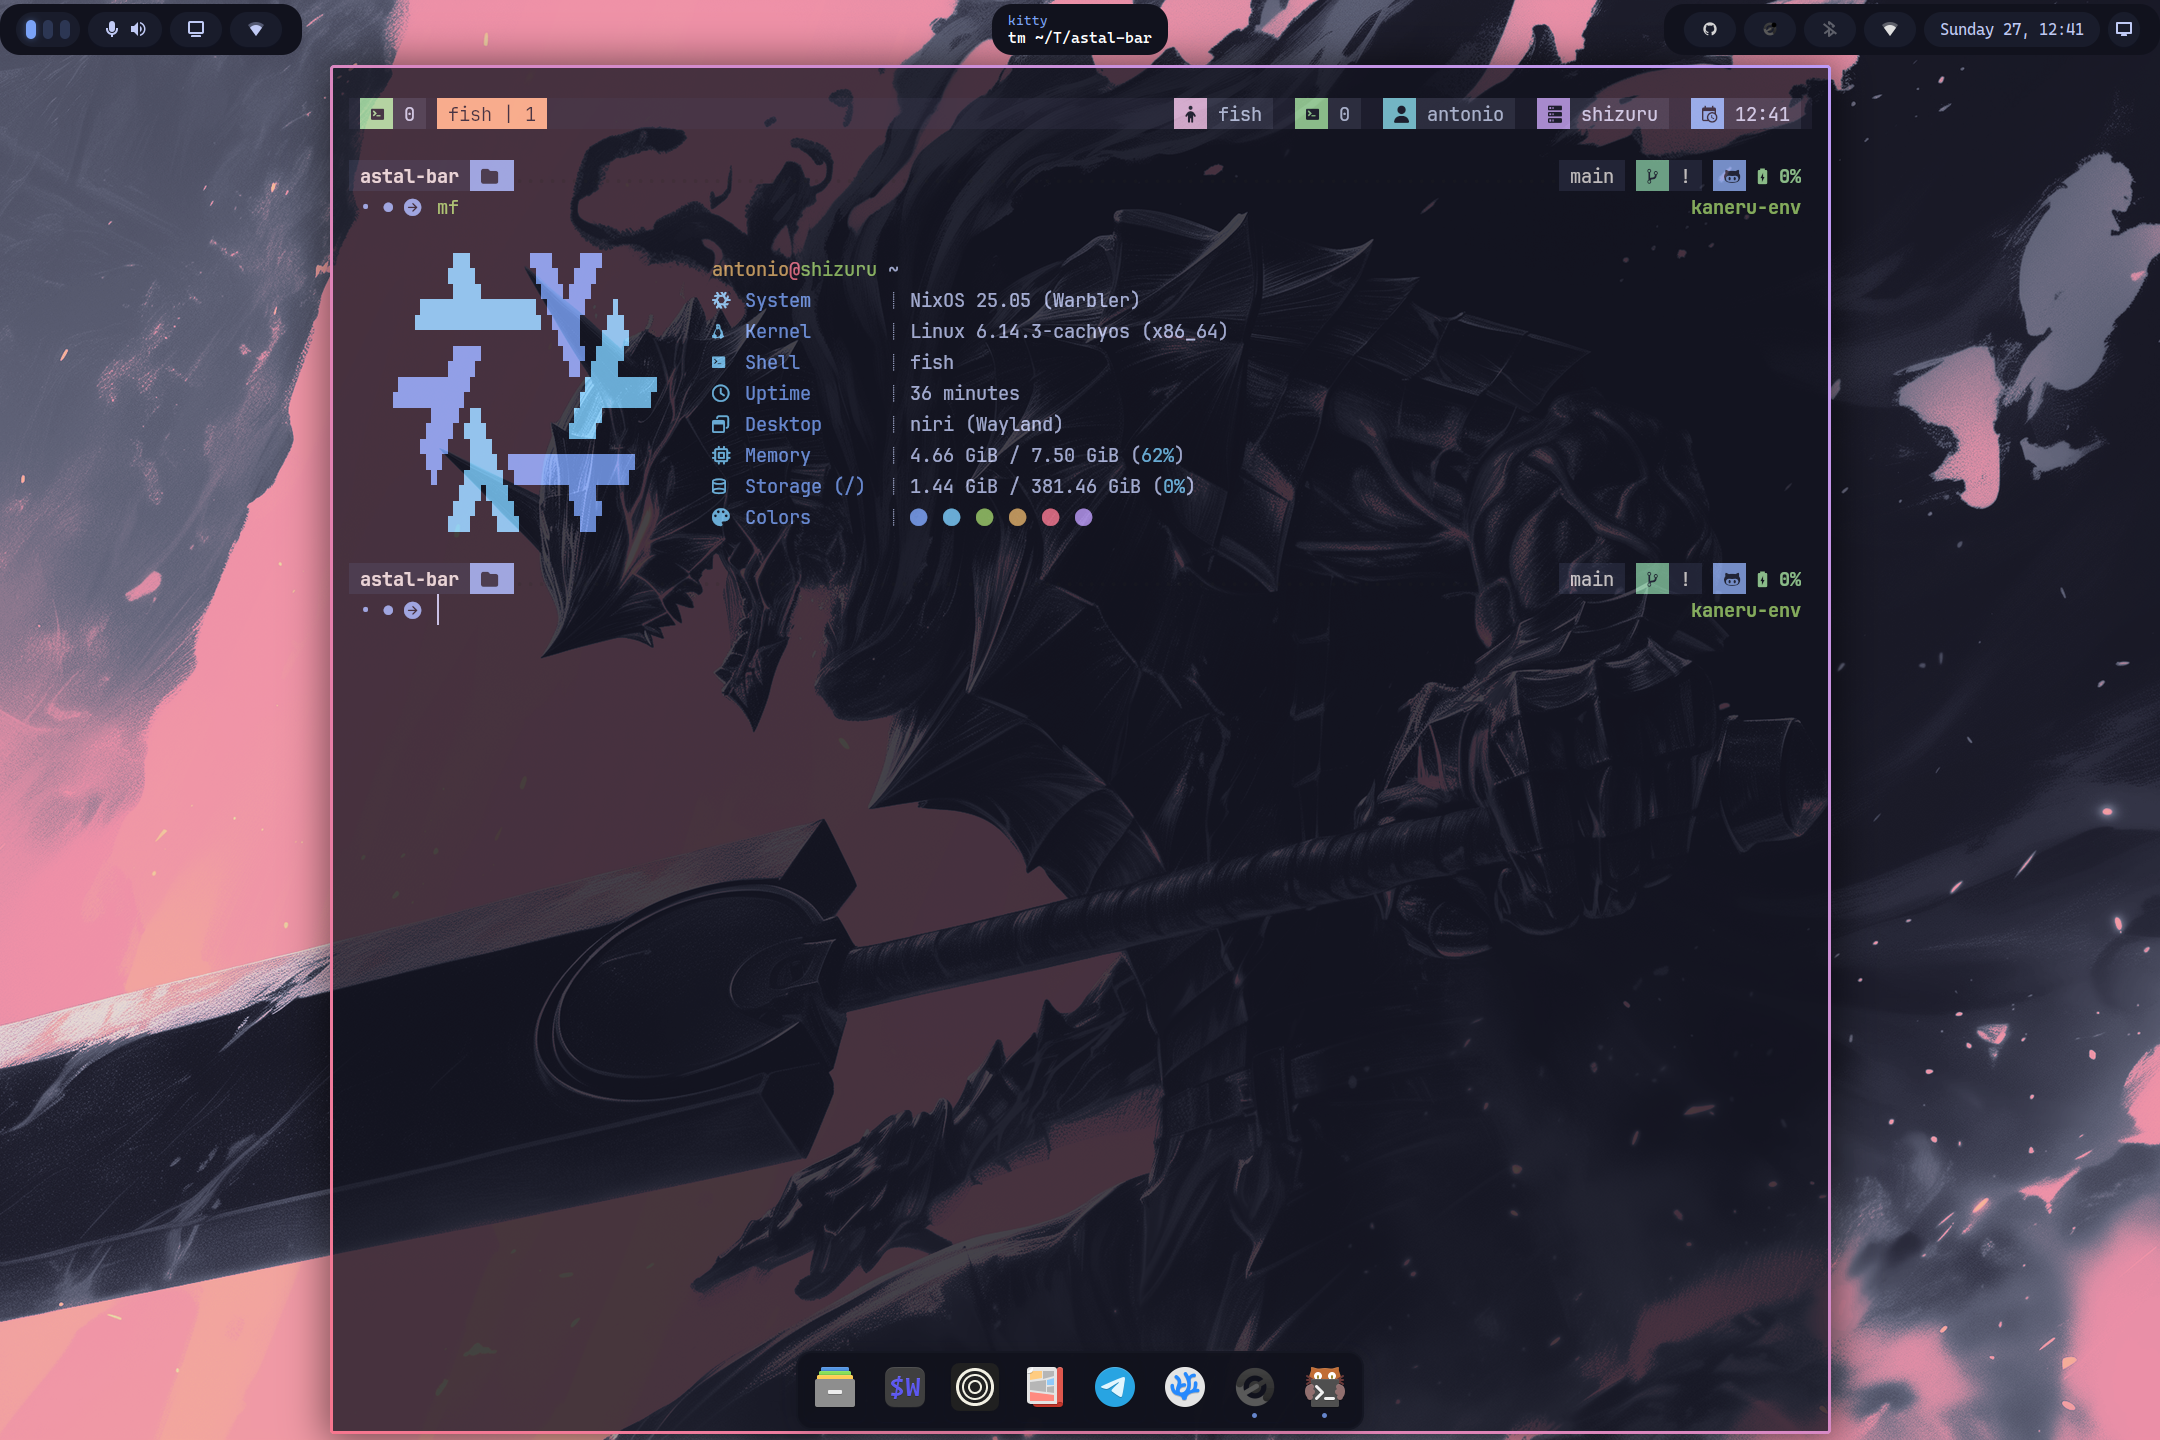 kitty
tm ~/T/astal-bar
Sunday 27, 12:41
0 fish | 1
fish 0 antonio shizuru 12:41
astal-bar main ! 0%
mf kaneru-env
antonio@shizuru ~
System NixOS 25.05 (Warbler)
Kernel Linux 6.14.3-cachyos (x86_64)
Shell fish
Uptime 36 minutes
Desktop niri (Wayland)
Memory 4.66 GiB / 7.50 GiB (62%)
Storage (/) 1.44 GiB / 381.46 GiB (0%)
Colors
astal-bar main ! 0%
kaneru-env
$W